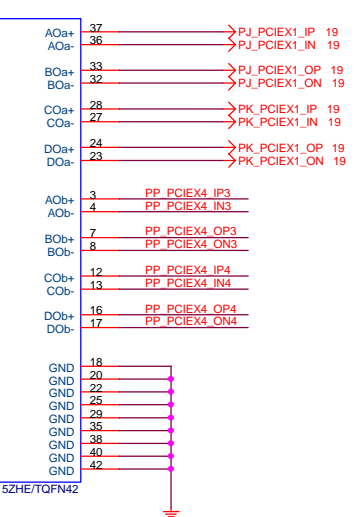 AOa+ 37 PJ_PCIEX1_IP 19
AOa- 36 PJ_PCIEX1_IN 19
BOa+ 33 PJ_PCIEX1_OP 19
BOa- 32 PJ_PCIEX1_ON 19
COa+ 28 PK_PCIEX1_IP 19
COa- 27 PK_PCIEX1_IN 19
DOa+ 24 PK_PCIEX1_OP 19
DOa- 23 PK_PCIEX1_ON 19
AOb+ 3 PP_PCIEX4_IP3
AOb- 4 PP_PCIEX4_IN3
BOb+ 7 PP_PCIEX4_OP3
BOb- 8 PP_PCIEX4_ON3
COb+ 12 PP_PCIEX4_IP4
COb- 13 PP_PCIEX4_IN4
DOb+ 16 PP_PCIEX4_OP4
DOb- 17 PP_PCIEX4_ON4
GND 18
GND 20
GND 22
GND 25
GND 29
GND 35
GND 38
GND 40
GND 42
5ZHE/TQFN42